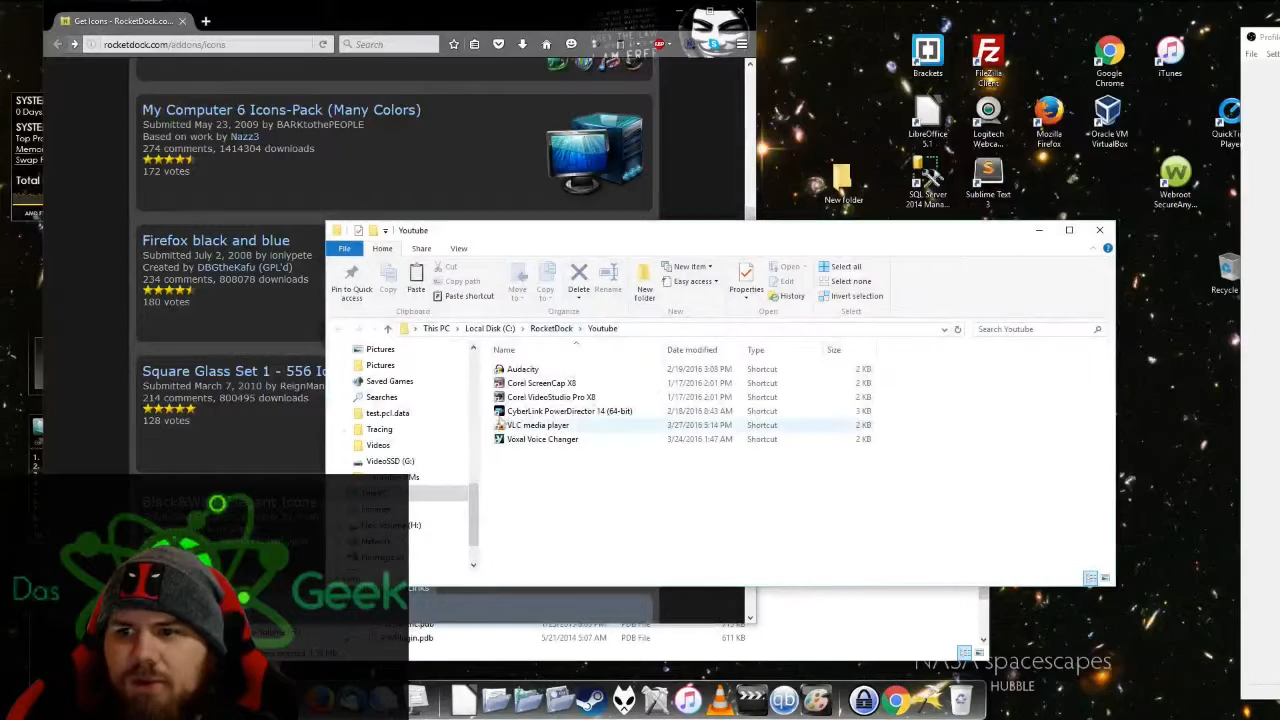 Get Icons - RocketDock.co...
rocketdock.com/addons/icons
Search
My Computer 6 Icons-Pack (Many Colors)
Submitted May 23, 2009 by BARKtothePEOPLE
Based on work by Nazz3
274 comments, 1414304 downloads
172 votes
Firefox black and blue
Submitted July 2, 2008 by ionlypete
Created by DBGtheKafu (GPL'd)
234 comments, 809078 downloads
180 votes
Square Glass Set 1 - 556 Ic
Submitted March 7, 2010 by ReignMan
214 comments, 800495 downloads
128 votes
SYSTE
0 Days
Top Pro
Memo
Swap F
Total
Brackets
FileZilla
Client
Google
Chrome
iTunes
LibreOffice
5.1
Logitech
Webca...
Mozilla
Firefox
Oracle VM
VirtualBox
QuickTi
Player
New folder
SQL Server
2014 Mana...
Sublime Text
3
Webroot
SecureAny...
Recycle
Profile
File
Sett
Youtube
File
Home
Share
View
Pin to Quick
access
Copy
Paste
Cut
Copy path
Paste shortcut
Move
to
Copy
to
Delete
Rename
New
folder
New item
Easy access
Properties
Open
Edit
History
Select all
Select none
Invert selection
Clipboard
Organize
New
Open
Select
This PC
Local Disk (C:)
RocketDock
Youtube
Search Youtube
Name
Date modified
Type
Size
Audacity 2/19/2016 3:08 PM Shortcut 2 KB
Corel ScreenCap X8 1/17/2016 2:01 PM Shortcut 2 KB
Corel VideoStudio Pro X8 1/17/2016 2:01 PM Shortcut 2 KB
CyberLink PowerDirector 14 (64-bit) 2/18/2016 8:43 AM Shortcut 3 KB
VLC media player 3/27/2016 5:14 PM Shortcut 2 KB
Voxal Voice Changer 3/24/2016 1:47 AM Shortcut 2 KB
Pictures
Pictures
Saved Games
Searches
test.pcl.data
Tracing
Videos
VideoSSD (G:)
Network
Das
Geek
5/21/2014 5:07 AM PDB File 611 KB
NASA spacescapes
HUBBLE